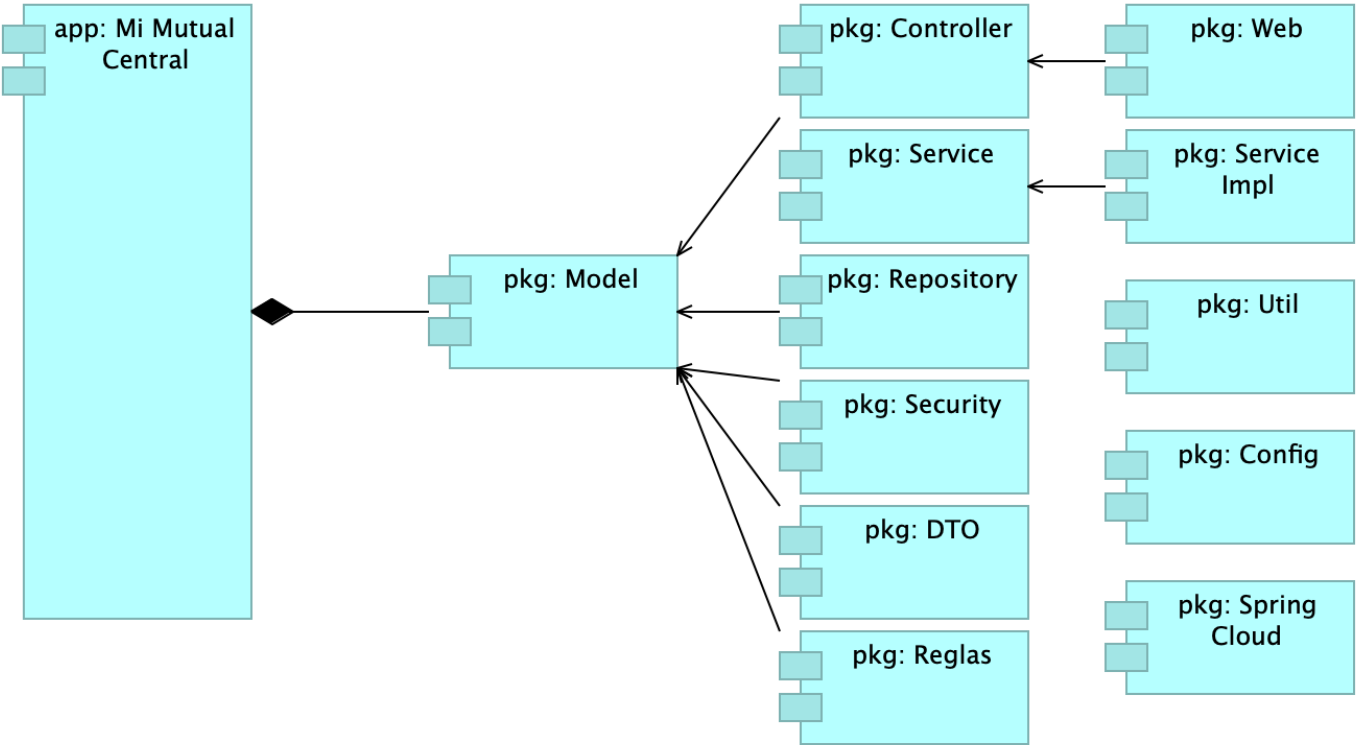 app: Mi Mutual
Central
pkg: Controller
pkg: Web
pkg: Service
pkg: Service
Impl
pkg: Model
pkg: Repository
pkg: Util
pkg: Security
pkg: Config
pkg: DTO
pkg: Spring
Cloud
pkg: Reglas